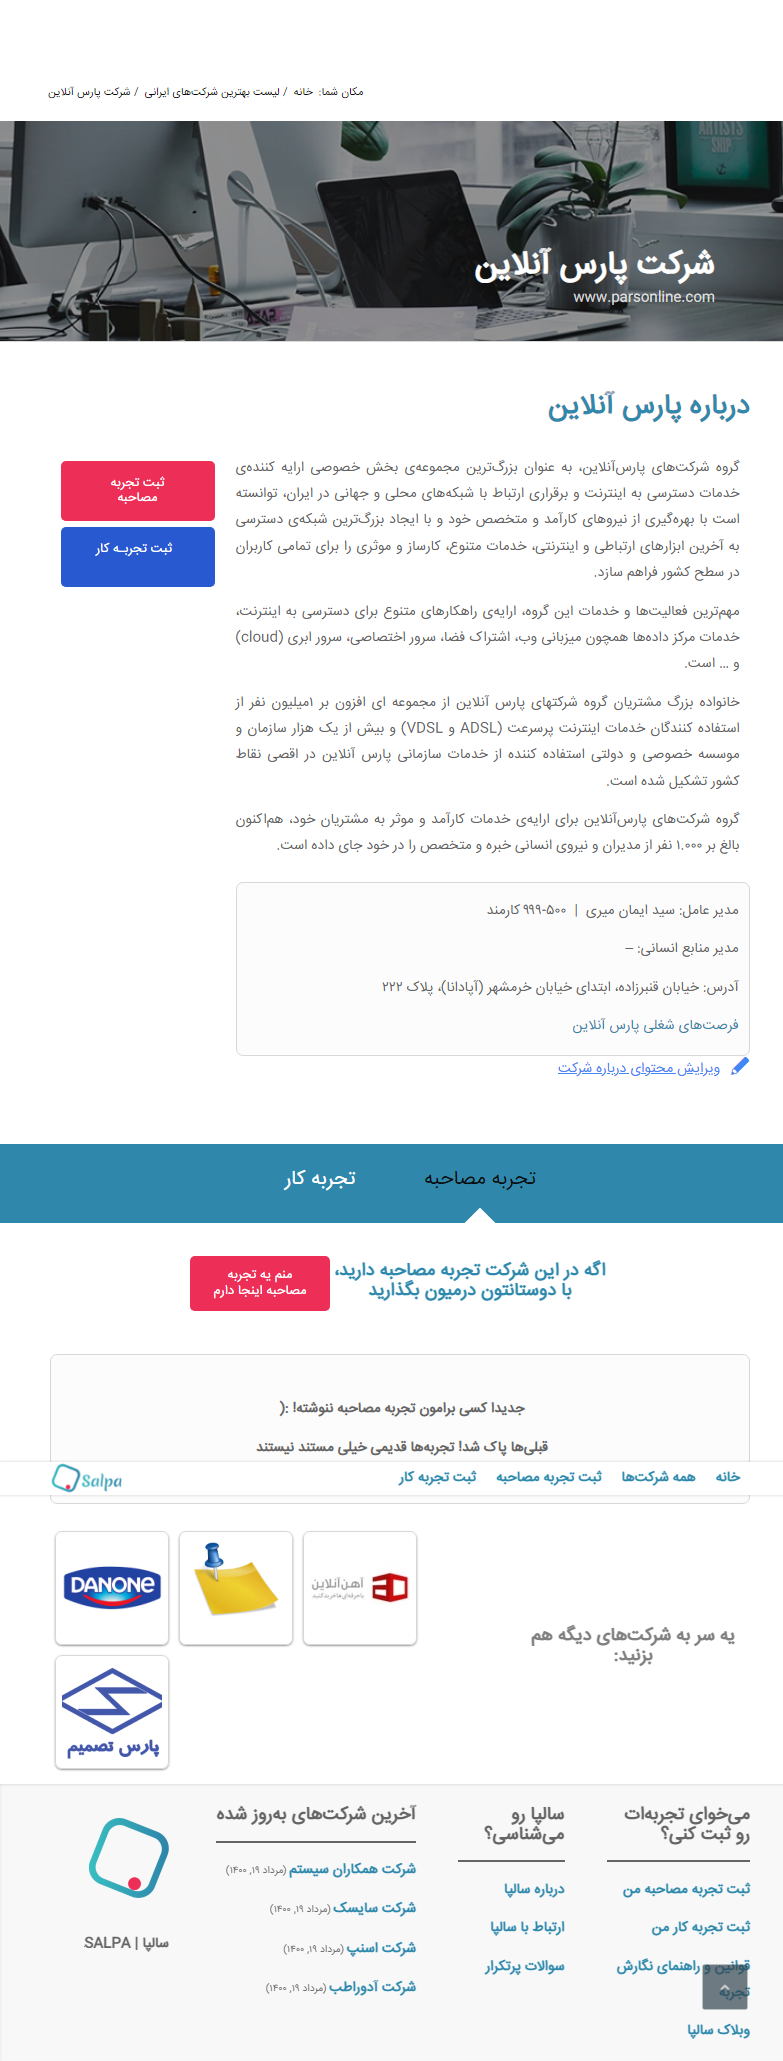 مکان شما: خانه / لیست بهترین شرکت‌های ایرانی / شرکت پارس آنلاین
ARTISTS
SHIP
شرکت پارس آنلاین
www.parsonline.com
درباره پارس آنلاین
گروه شرکت‌های پارس‌آنلاین، به عنوان بزرگ‌ترین مجموعه‌ی بخش خصوصی ارایه کننده‌ی
خدمات دسترسی به اینترنت و برقراری ارتباط با شبکه‌های محلی و جهانی در ایران، توانسته
است با بهره‌گیری از نیروهای کارآمد و متخصص خود و با ایجاد بزرگ‌ترین شبکه‌ی دسترسی
به آخرین ابزارهای ارتباطی و اینترنتی، خدمات متنوع، کارساز و موثری را برای تمامی کاربران
در سطح کشور فراهم سازد.
مهم‌ترین فعالیت‌ها و خدمات این گروه، ارایه‌ی راهکارهای متنوع برای دسترسی به اینترنت،
خدمات مرکز داده‌ها همچون میزبانی وب، اشتراک فضا، سرور اختصاصی، سرور ابری (cloud)
و … است.
خانواده بزرگ مشتریان گروه شرکتهای پارس آنلاین از مجموعه ای افزون بر ۱میلیون نفر از
استفاده کنندگان خدمات اینترنت پرسرعت (ADSL و VDSL) و بیش از یک هزار سازمان و
موسسه خصوصی و دولتی استفاده کننده از خدمات سازمانی پارس آنلاین در اقصی نقاط
کشور تشکیل شده است.
گروه شرکت‌های پارس‌آنلاین برای ارایه‌ی خدمات کارآمد و موثر به مشتریان خود، هم‌اکنون
بالغ بر ۱.۰۰۰ نفر از مدیران و نیروی انسانی خبره و متخصص را در خود جای داده است.
ثبت تجربه
مصاحبه
ثبت تجربـه کار
مدیر عامل: سید ایمان میری | ۵۰۰-۹۹۹ کارمند
مدیر منابع انسانی: –
آدرس: خیابان قنبرزاده، ابتدای خیابان خرمشهر (آپادانا)، پلاک ۲۲۲
فرصت‌های شغلی پارس آنلاین
ویرایش محتوای درباره شرکت
تجربه مصاحبه
تجربه کار
اگه در این شرکت تجربه مصاحبه دارید،
با دوستانتون درمیون بگذارید
منم یه تجربه
مصاحبه اینجا دارم
جدیدا کسی برامون تجربه مصاحبه ننوشته! :(
قبلی‌ها پاک شد! تجربه‌ها قدیمی خیلی مستند نیستند
خانه
همه شرکت‌ها
ثبت تجربه مصاحبه
ثبت تجربه کار
Salpa
یه سر به شرکت‌های دیگه هم
بزنید:
آهن‌آنلاین
با حرفه‌ای‌ها خرید کنید
DANONE
پارس تصمیم
می‌خوای تجربه‌ات
رو ثبت کنی؟
ثبت تجربه مصاحبه من
ثبت تجربه کار من
قوانین و راهنمای نگارش
تجربه
وبلاک سالپا
سالپا رو
می‌شناسی؟
درباره سالپا
ارتباط با سالپا
سوالات پرتکرار
آخرین شرکت‌های به‌روز شده
شرکت همکاران سیستم (مرداد ۱۹, ۱۴۰۰)
شرکت سایسک (مرداد ۱۹, ۱۴۰۰)
شرکت اسنپ (مرداد ۱۹, ۱۴۰۰)
شرکت آدوراطب (مرداد ۱۹, ۱۴۰۰)
سالپا | SALPA